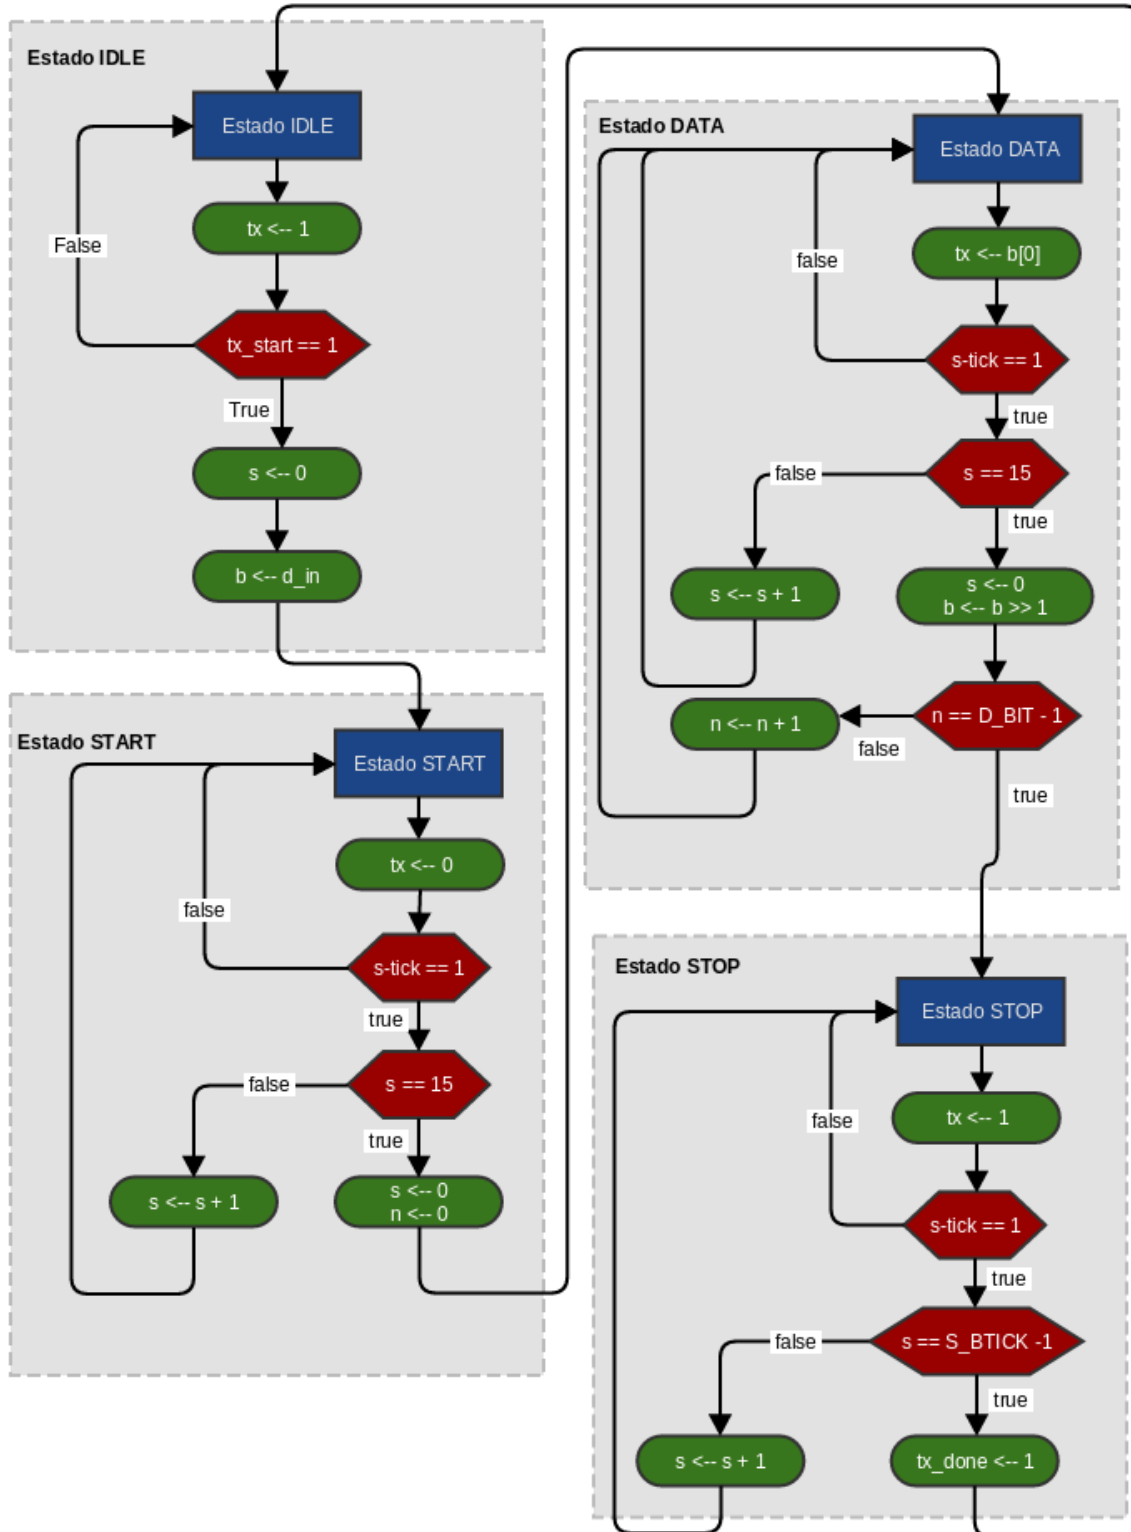 Estado IDLE
Estado IDLE
tx <-- 1
False
tx_start == 1
True
s <-- 0
b <-- d_in
Estado START
Estado START
tx <-- 0
false
s-tick == 1
true
s == 15
false
true
s <-- s + 1
s <-- 0
n <-- 0
Estado DATA
Estado DATA
tx <-- b[0]
false
s-tick == 1
true
s == 15
false
true
s <-- s + 1
s <-- 0
b <-- b >> 1
n == D_BIT - 1
n <-- n + 1
false
true
Estado STOP
Estado STOP
tx <-- 1
false
s-tick == 1
true
s == S_BTICK -1
false
true
s <-- s + 1
tx_done <-- 1